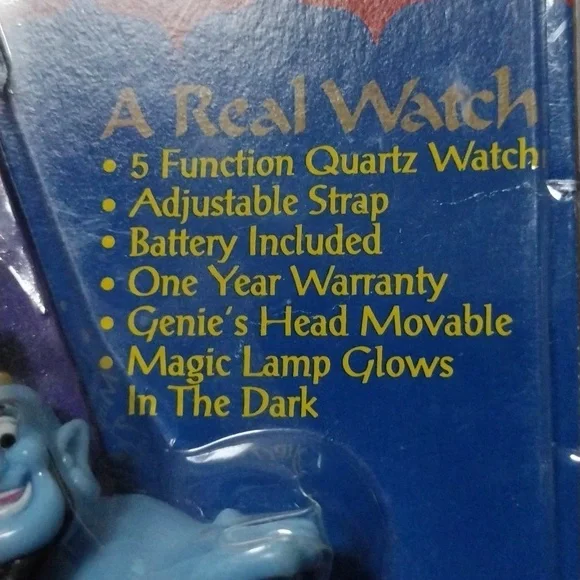 A Real Watch
• 5 Function Quartz Watch
• Adjustable Strap
• Battery Included
• One Year Warranty
• Genie's Head Movable
• Magic Lamp Glows
In The Dark